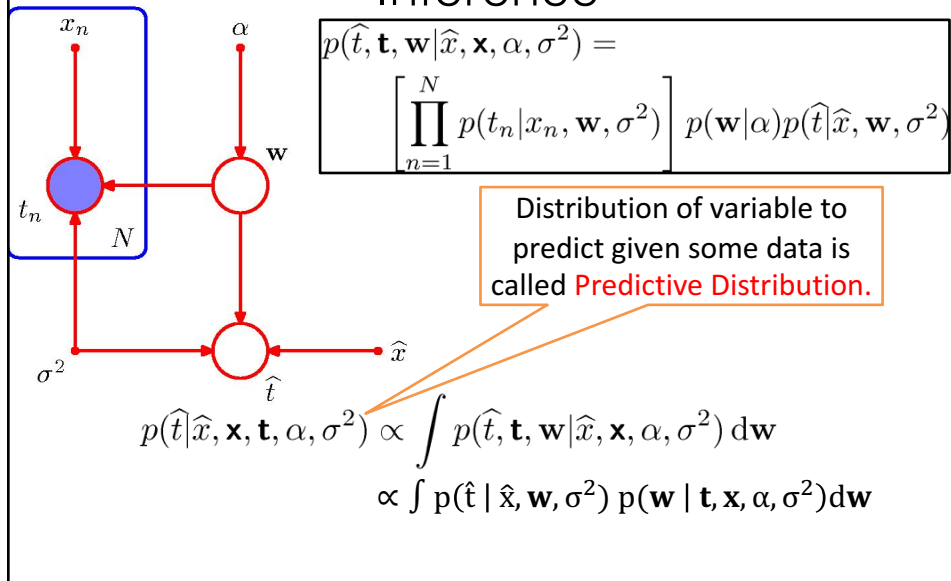 Inference
x_n
α
p(t̂, t, w|x̂, x, α, σ²) =
[∏_{n=1}^{N} p(t_n|x_n, w, σ²)] p(w|α)p(t̂|x̂, w, σ²)
w
t_n
N
Distribution of variable to
predict given some data is
called Predictive Distribution.
σ²
x̂
t̂
p(t̂|x̂, x, t, α, σ²) ∝ ∫ p(t̂, t, w|x̂, x, α, σ²) dw
∝ ∫ p(t̂ | x̂, w, σ²) p(w | t, x, α, σ²)dw